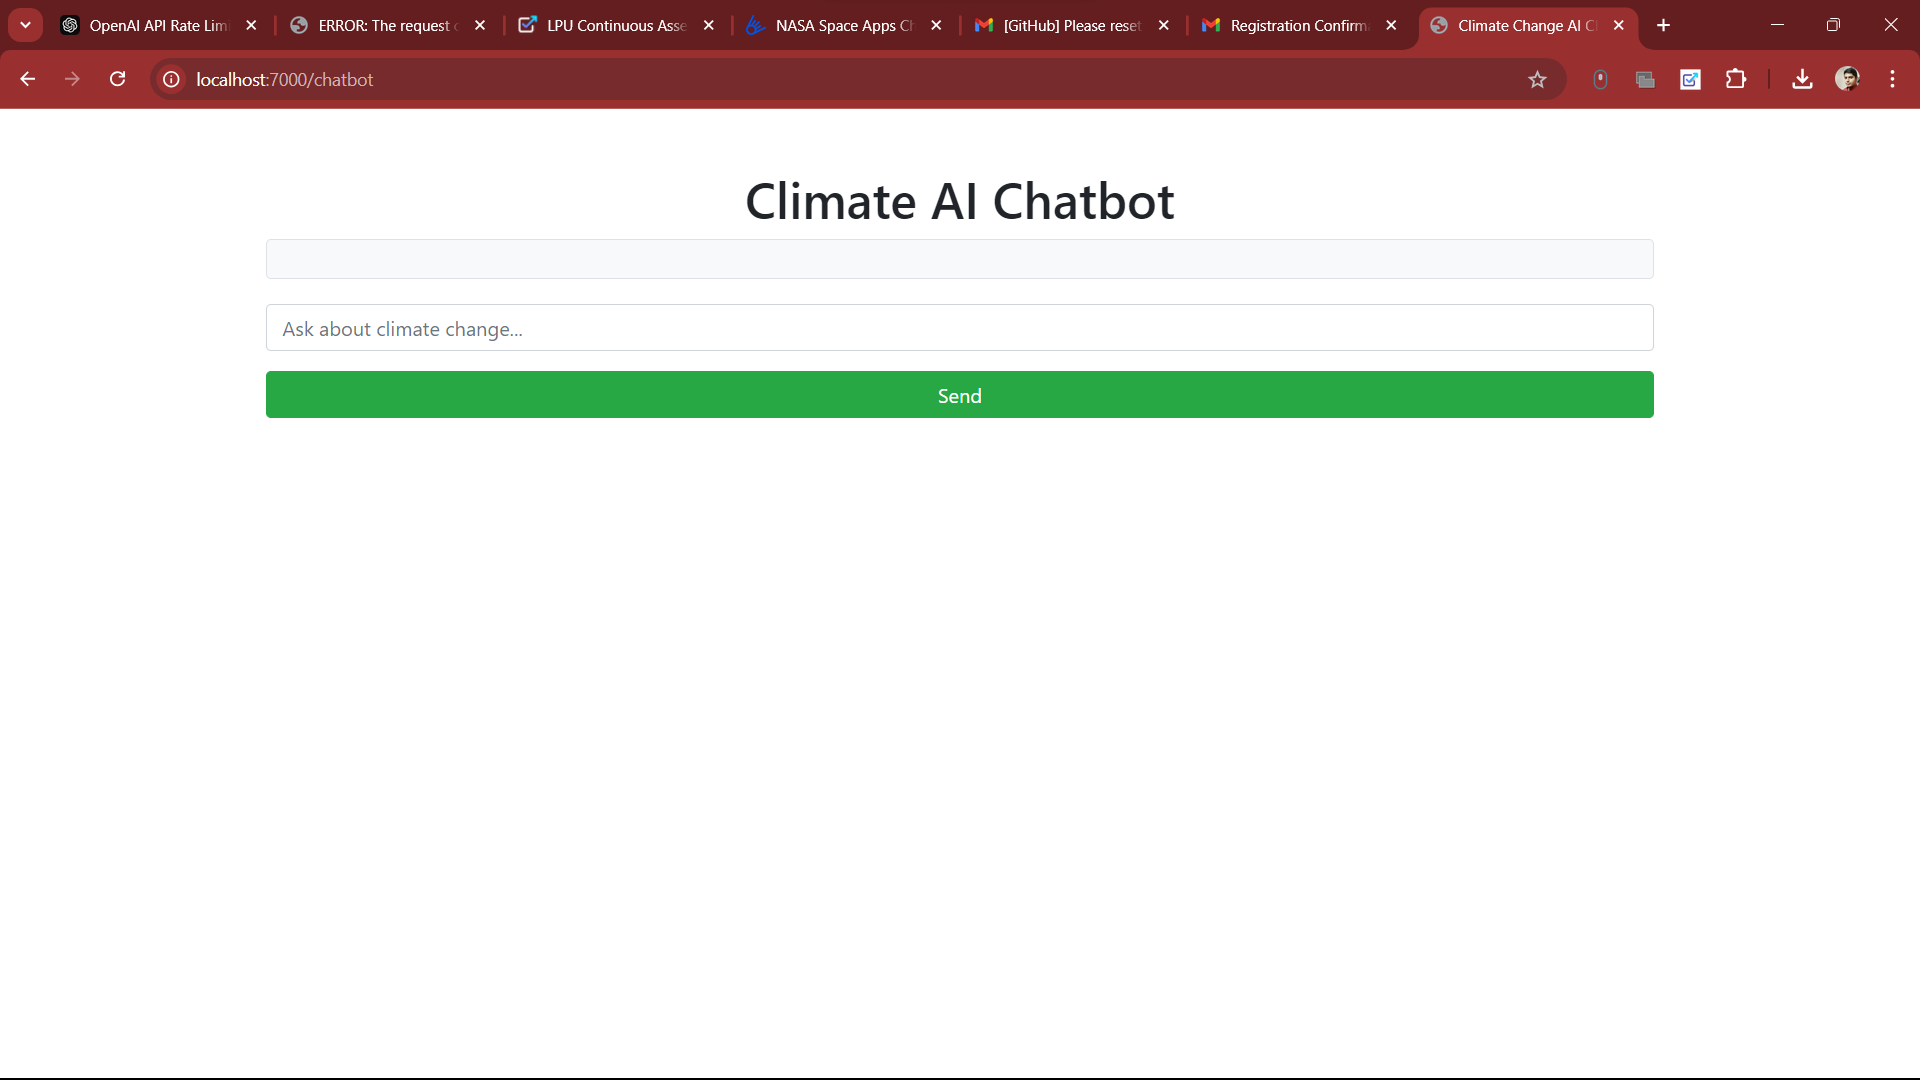 OpenAI API Rate Limi
ERROR: The request c
LPU Continuous Asse
NASA Space Apps Ch
[GitHub] Please reset
Registration Confirm
Climate Change AI C
localhost:7000/chatbot
Climate AI Chatbot
Ask about climate change...
Send